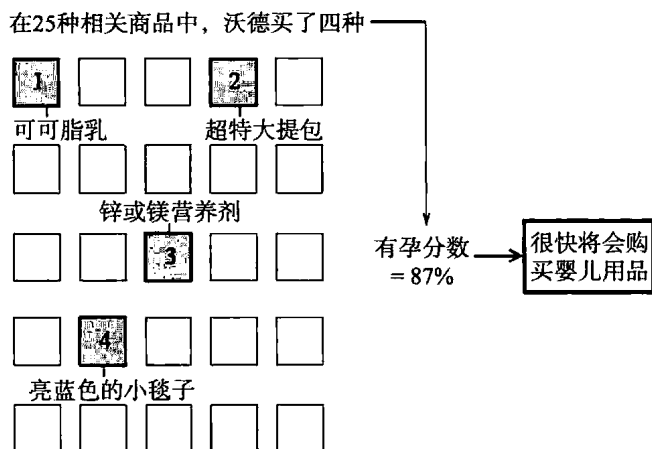 在25种相关商品中，沃德买了四种
1
2
可可脂乳
超特大提包
锌或镁营养剂
3
有孕分数
= 87%
很快将会购
买婴儿用品
4
亮蓝色的小毯子